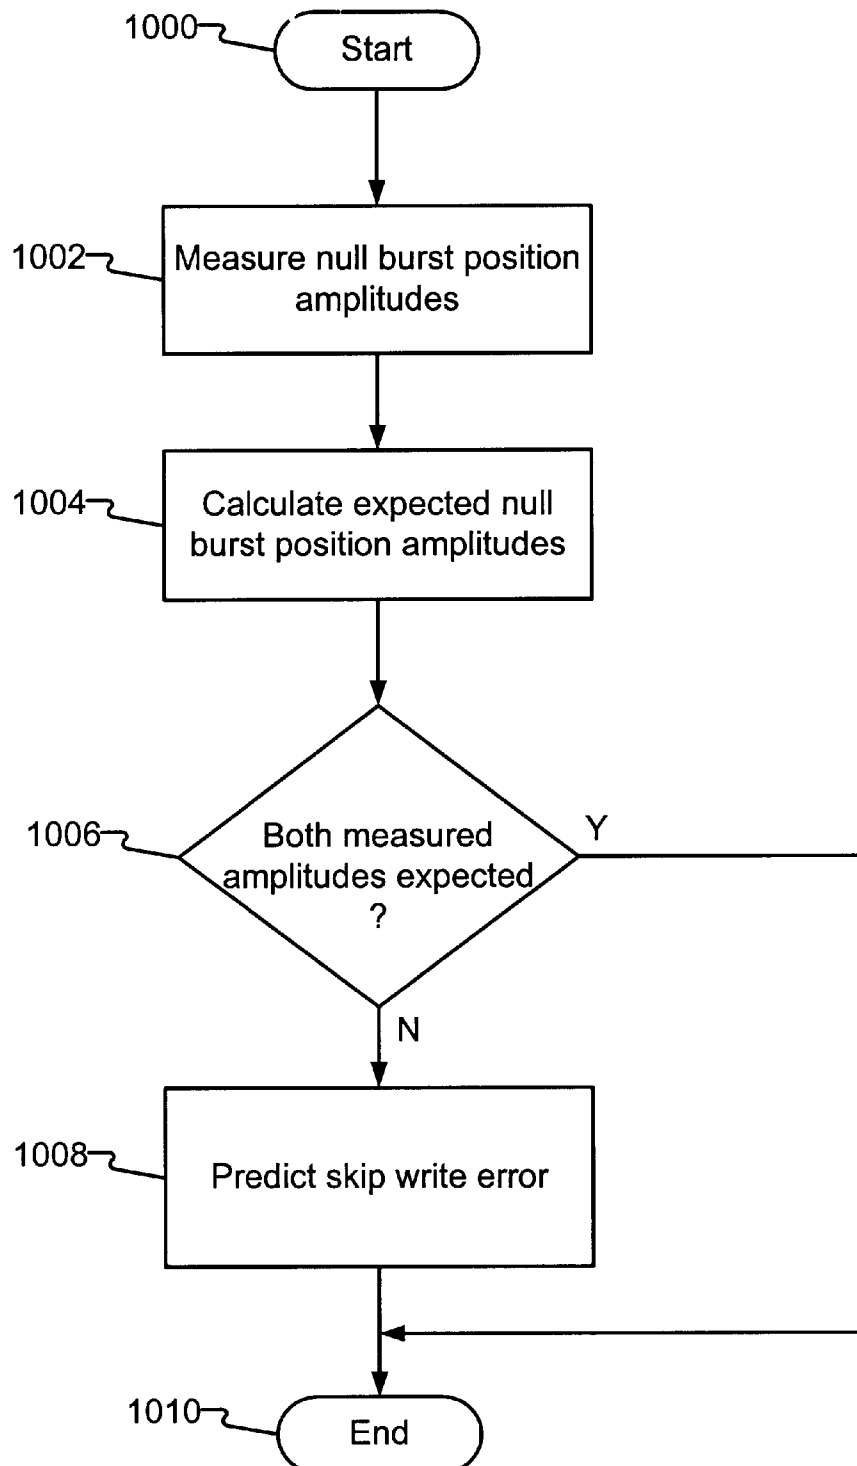 1000
Start
1002
Measure null burst position
amplitudes
1004
Calculate expected null
burst position amplitudes
1006
Both measured
amplitudes expected
?
Y
N
1008
Predict skip write error
1010
End